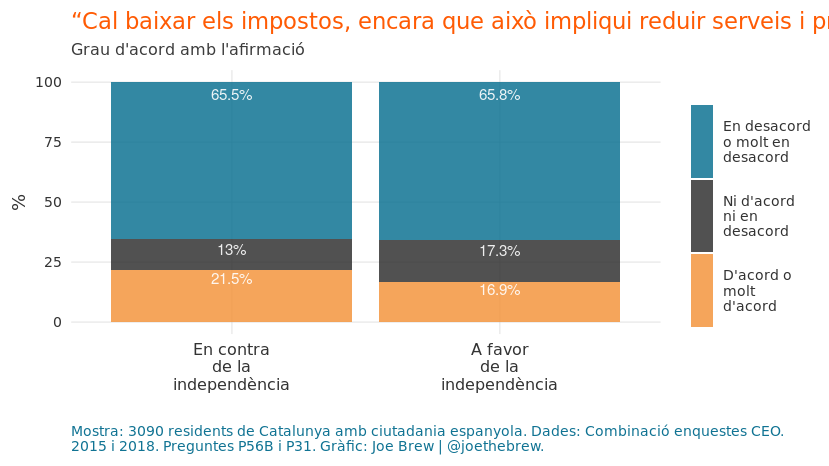 “Cal baixar els impostos, encara que això impliqui reduir serveis i
Grau d'acord amb l'afirmació
100
75
50
25
0
%
65.5%
13%
21.5%
65.8%
17.3%
16.9%
En contra
de la
independència
A favor
de la
independència
En desacord
o molt en
desacord
Ni d'acord
ni en
desacord
D'acord o
molt
d'acord
Mostra: 3090 residents de Catalunya amb ciutadania espanyola. Dades: Combinació enquestes CEO.
2015 i 2018. Preguntes P56B i P31. Gràfic: Joe Brew | @joethebrew.